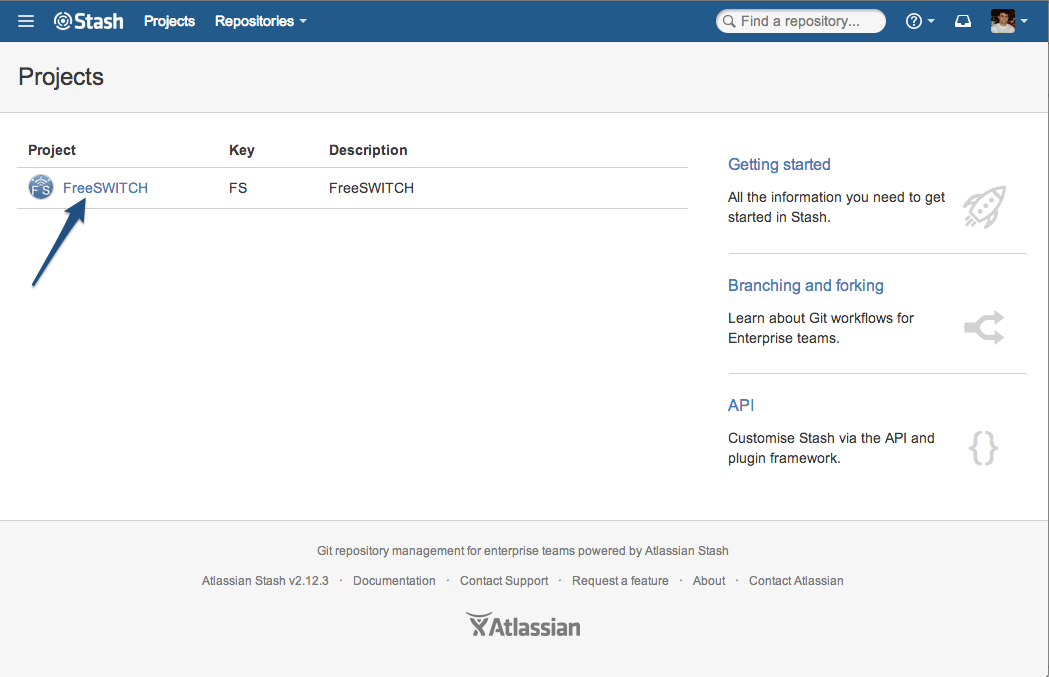 Stash Projects Repositories Find a repository...
Projects
Project Key Description
FS FreeSWITCH FS FreeSWITCH
Getting started
All the information you need to get
started in Stash.
Branching and forking
Learn about Git workflows for
Enterprise teams.
API
Customise Stash via the API and
plugin framework.
Git repository management for enterprise teams powered by Atlassian Stash
Atlassian Stash v2.12.3 · Documentation · Contact Support · Request a feature · About · Contact Atlassian
Atlassian